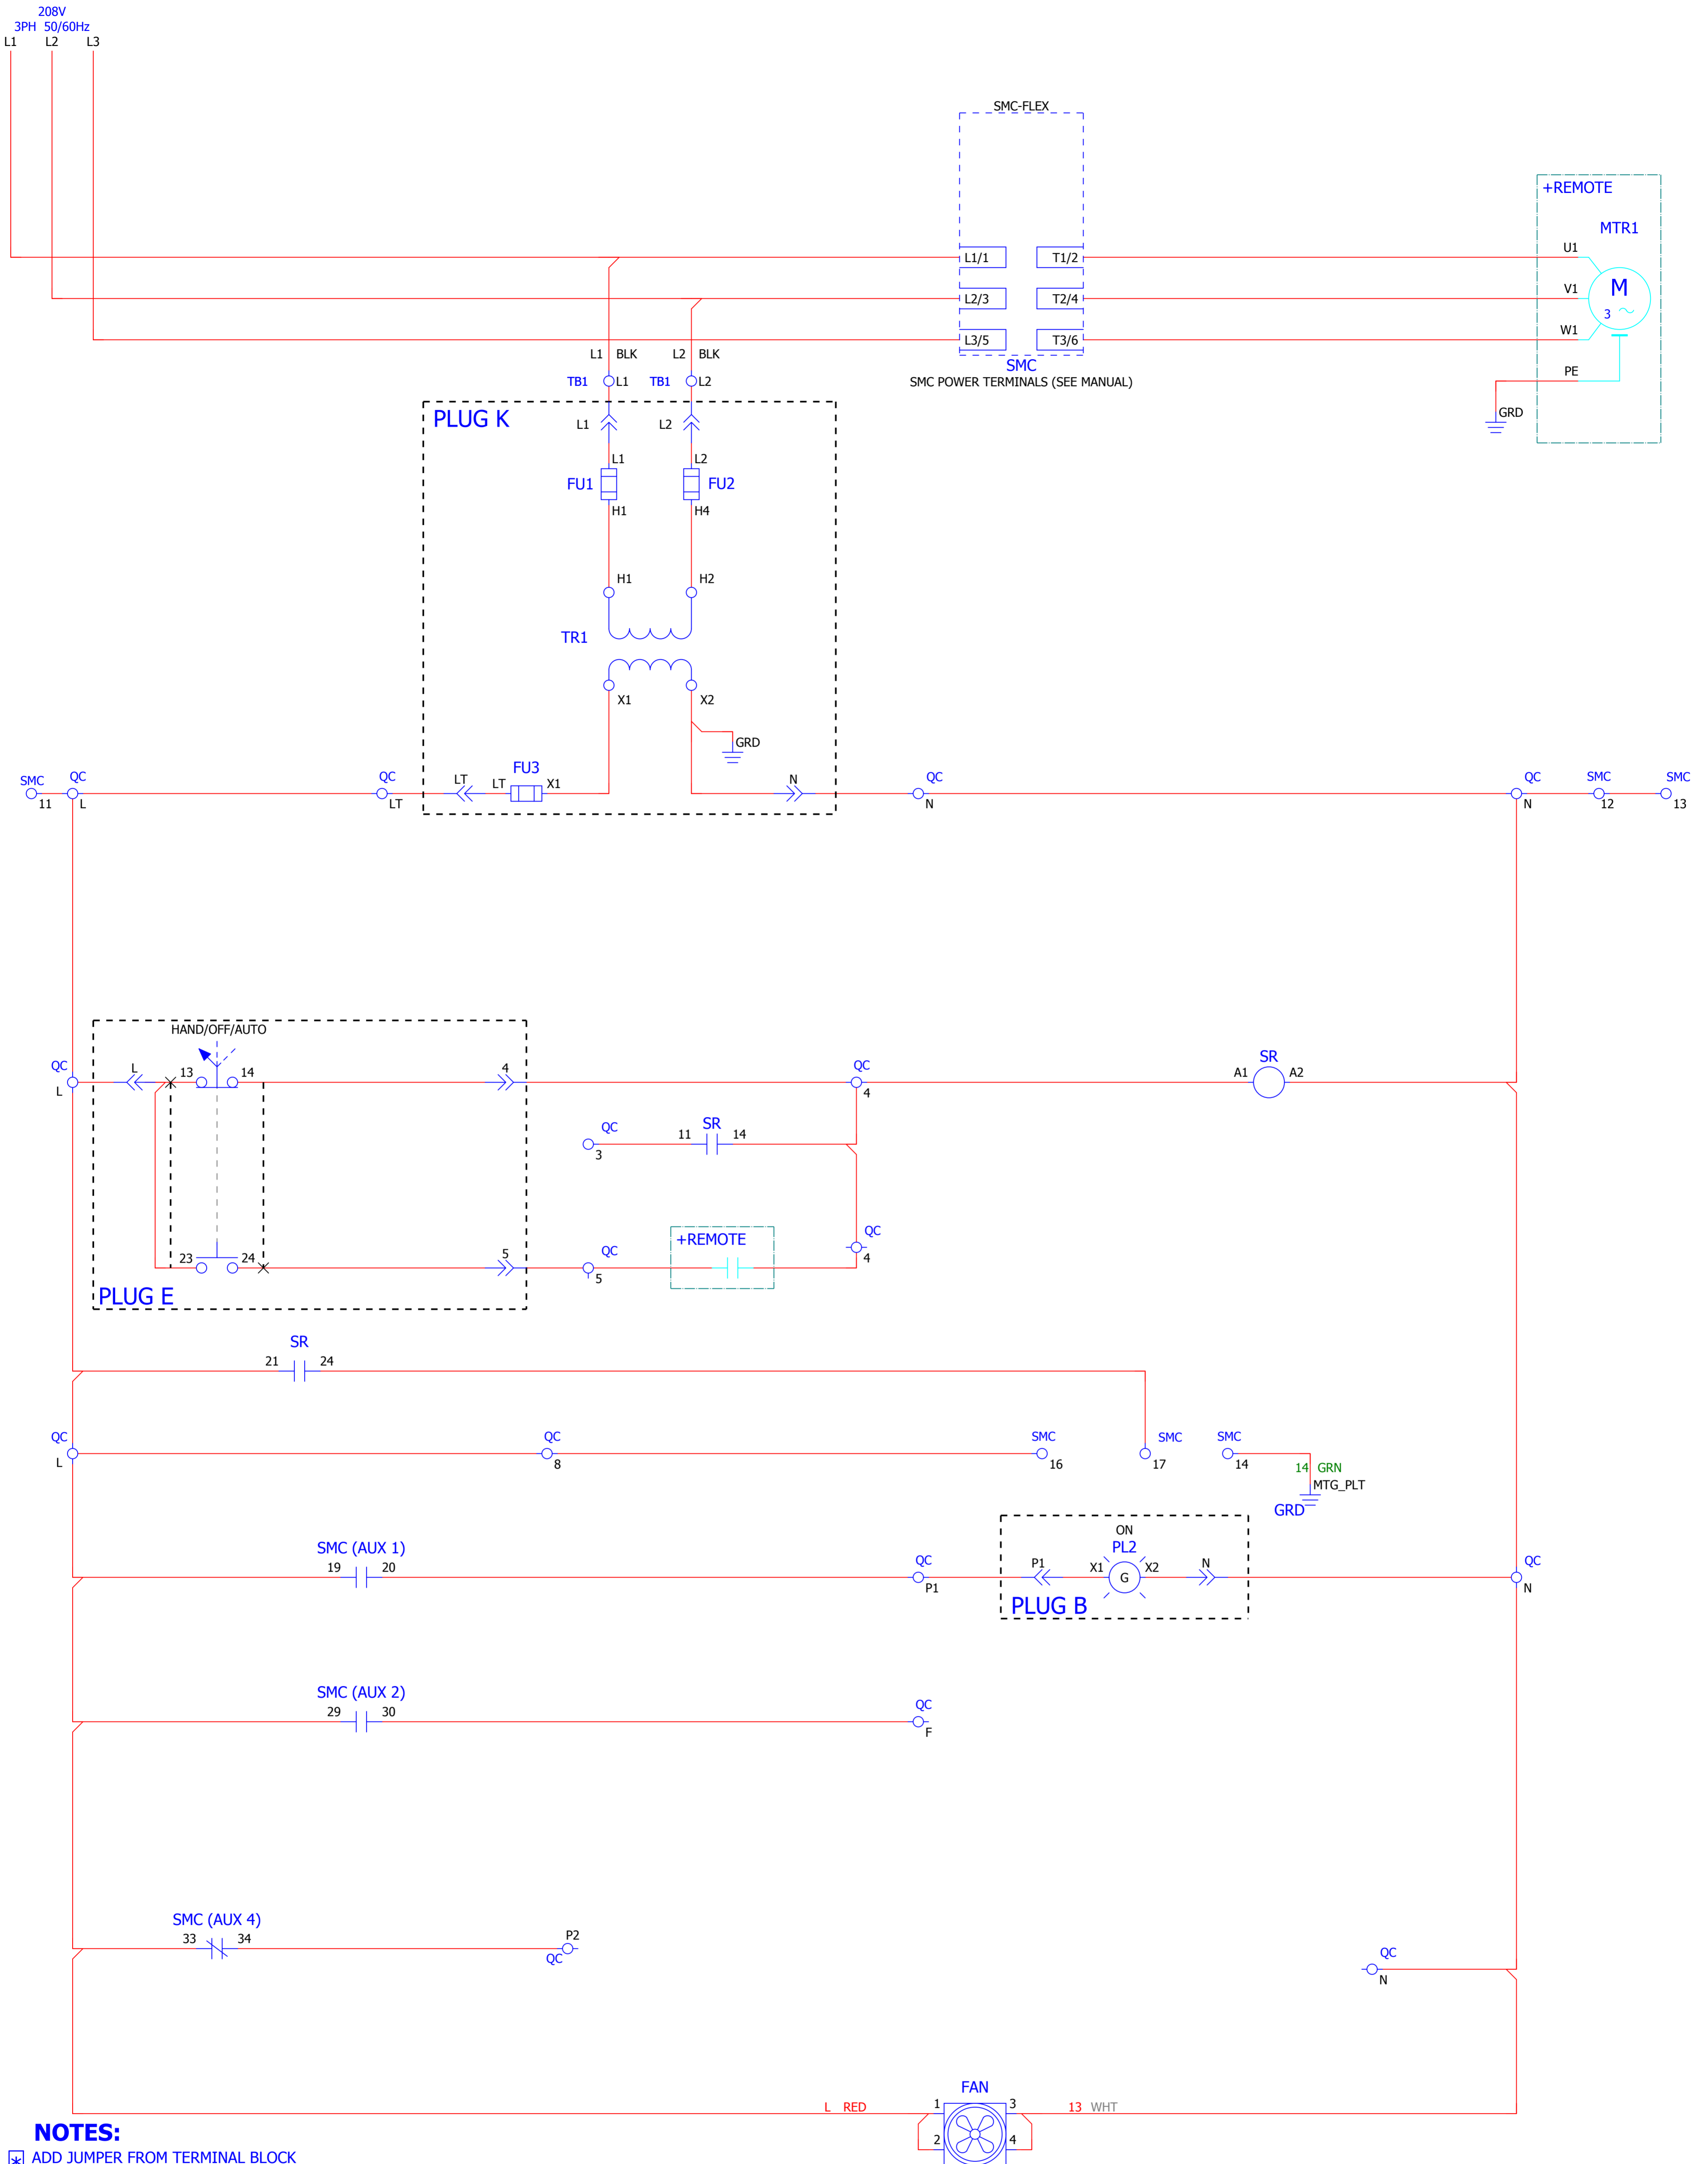 208V
3PH 50/60Hz
L1 L2 L3
SMC-FLEX
+REMOTE
MTR1
U1
L1/1 T1/2
M
3
V1
L2/3 T2/4
W1
L3/5 T3/6
L1 BLK L2 BLK
SMC
PE
TB1 L1 TB1 L2
SMC POWER TERMINALS (SEE MANUAL)
GRD
PLUG K
L1 L2
L1 L2
FU1 FU2
H1 H4
H1 H2
TR1
X1 X2
GRD
FU3
SMC QC QC LT LT X1 N QC QC SMC SMC
11 L LT N N 12 13
HAND/OFF/AUTO
QC L 13 14 4 QC SR
A1 A2
L 4
QC 11 SR 14
3
QC
+REMOTE
4
23 24 5 QC
5
PLUG E
SR
21 24
QC QC SMC SMC SMC
L 8 16 17 14
14 GRN
MTG_PLT
GRD
ON
SMC (AUX 1) PL2
19 20 QC P1 X1 X2 N QC
G
P1 N
PLUG B
SMC (AUX 2)
29 30 QC
F
SMC (AUX 4)
33 34 P2
QC QC
N
FAN
L RED 1 3 13 WHT
2 4
NOTES:
* ADD JUMPER FROM TERMINAL BLOCK